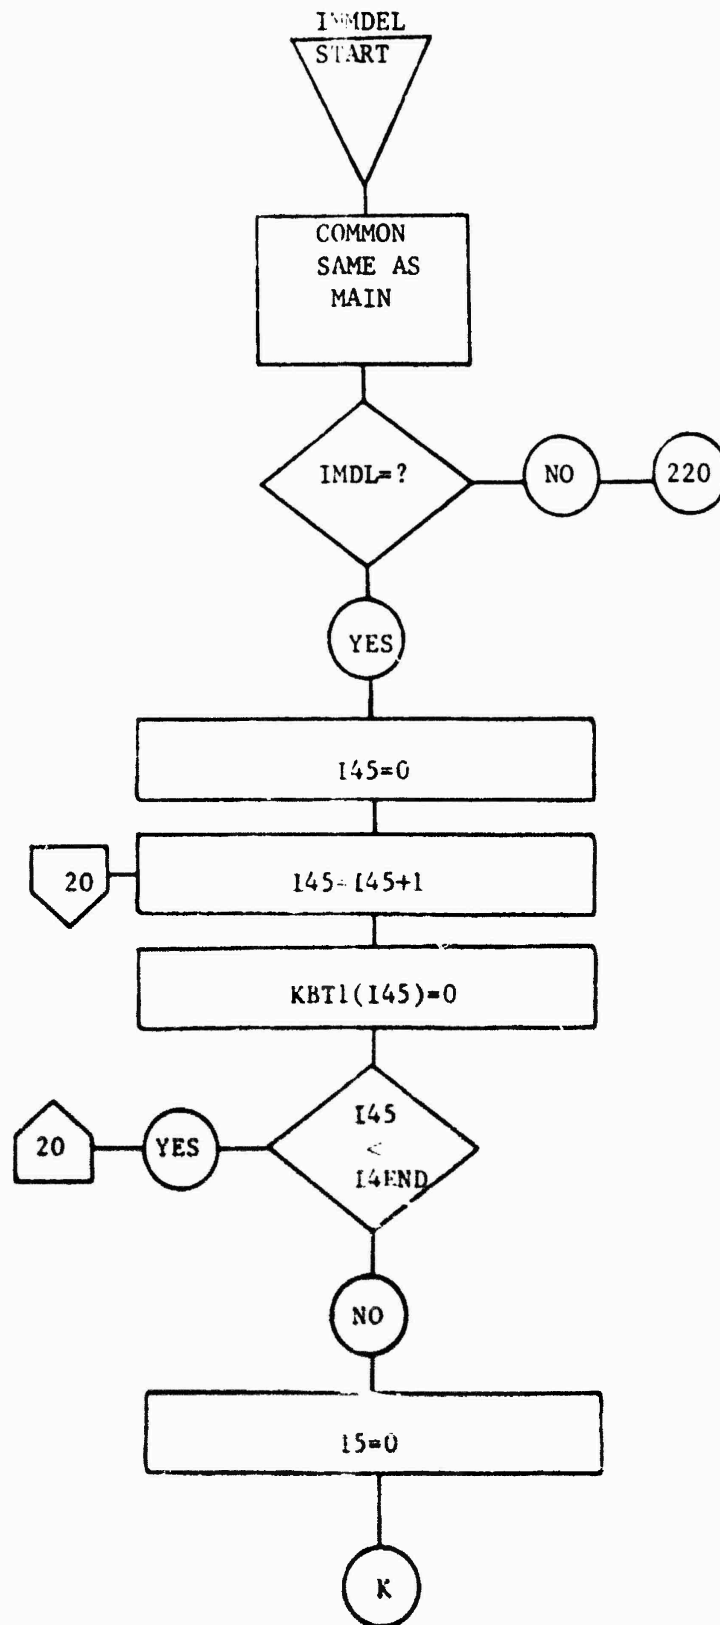 START
COMMON
SAME AS
MAIN
IMDL=?
NO
220
YES
I45=0
20
I45=I45+1
KBT1(I45)=0
20
YES
I45
<
I4END
NO
I5=0
K